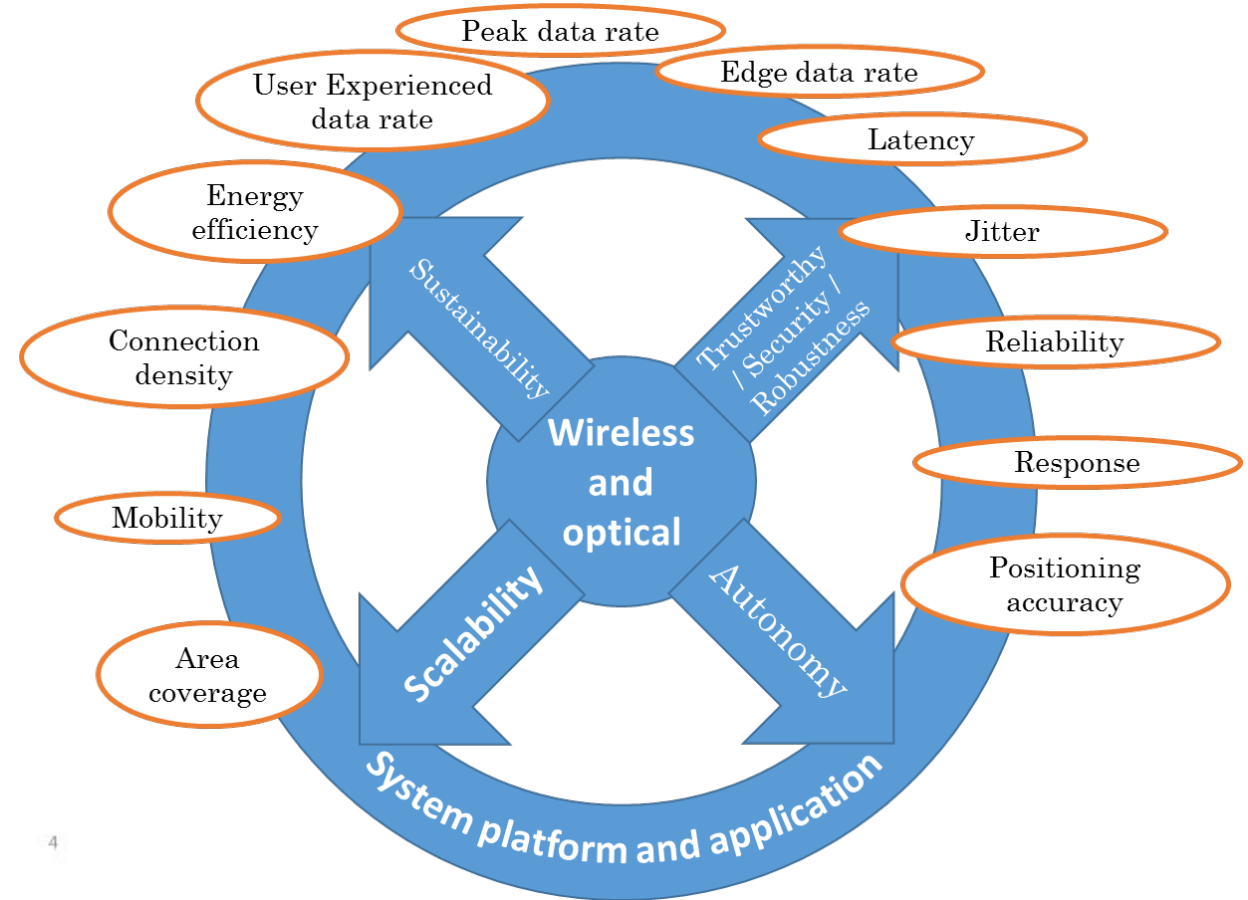 Peak data rate
User Experienced
data rate
Edge data rate
Latency
Energy
efficiency
Jitter
Sustainability
Trustworthy
/ Security /
Robustness
Connection
density
Reliability
Wireless
and
optical
Response
Mobility
Positioning
accuracy
Scalability
Autonomy
Area
coverage
System platform and application
4